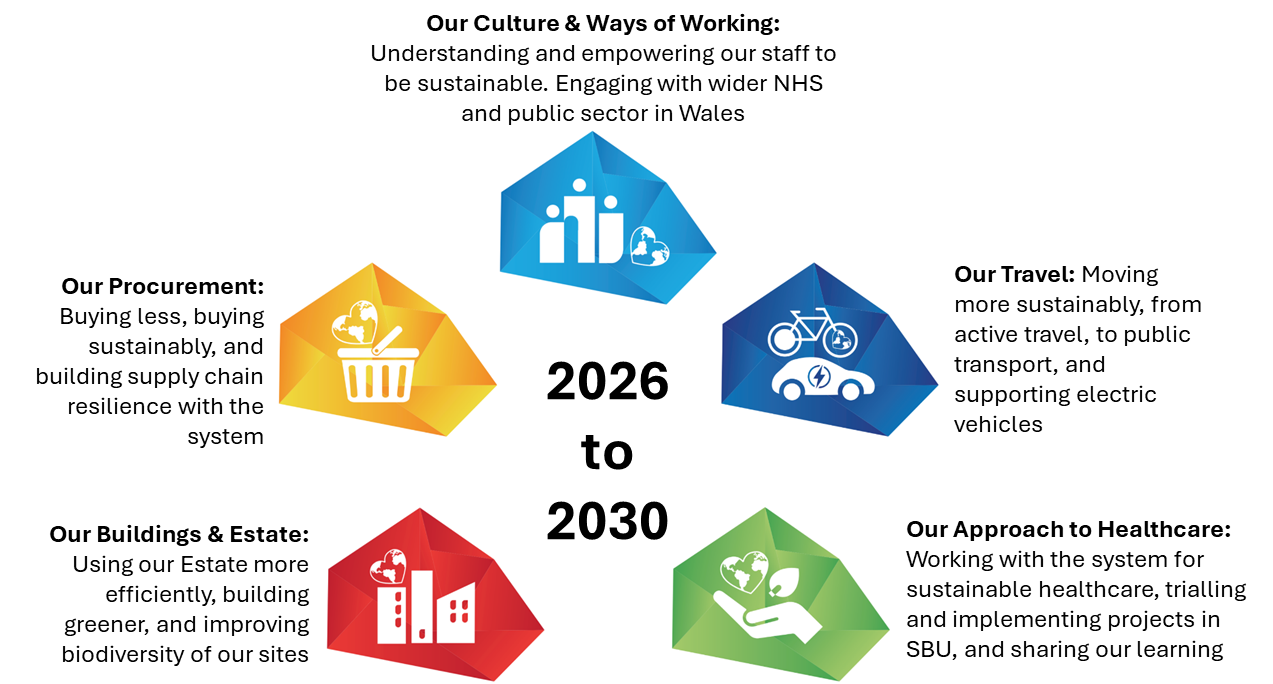 Our Culture & Ways of Working:
Understanding and empowering our staff to
be sustainable. Engaging with wider NHS
and public sector in Wales
Our Procurement:
Buying less, buying
sustainably, and
building supply chain
resilience with the
system
Our Travel: Moving
more sustainably, from
active travel, to public
transport, and
supporting electric
vehicles
2026
to
2030
Our Buildings & Estate:
Using our Estate more
efficiently, building
greener, and improving
biodiversity of our sites
Our Approach to Healthcare:
Working with the system for
sustainable healthcare, trialling
and implementing projects in
SBU, and sharing our learning